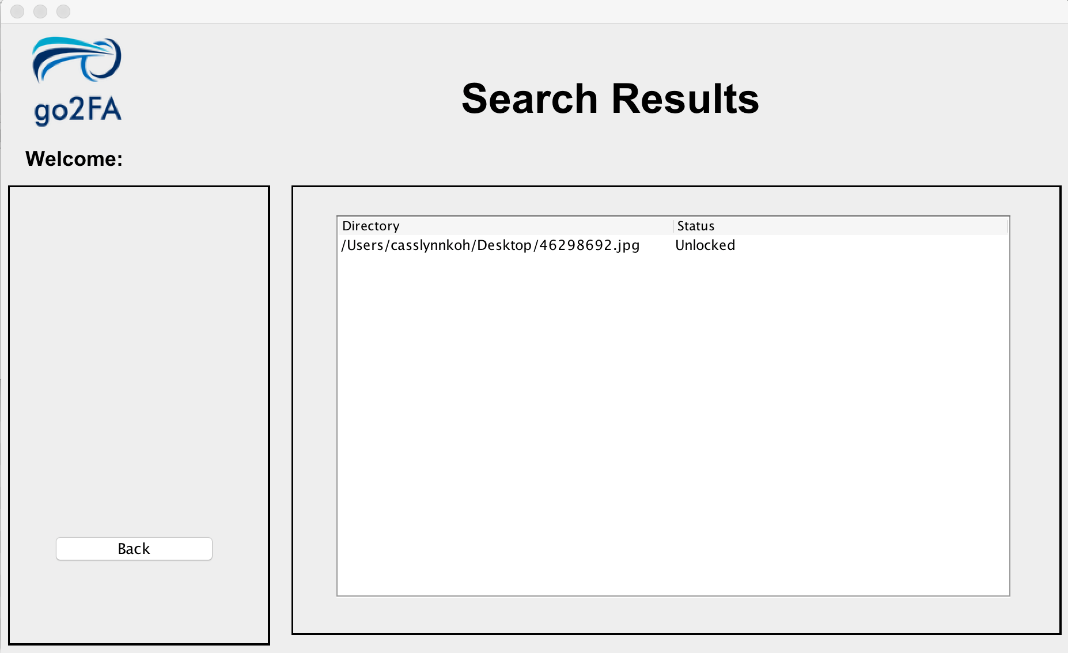 go2FA
Search Results
Welcome:
Directory Status
/Users/casslynnkoh/Desktop/46298692.jpg Unlocked
Back